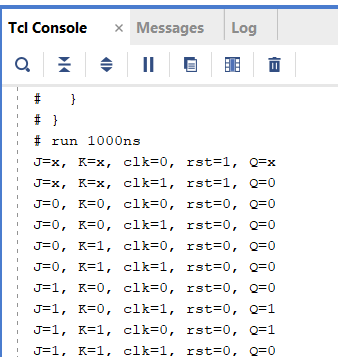 Tcl Console × Messages Log
# }
# }
# run 1000ns
J=x, K=x, clk=0, rst=1, Q=x
J=x, K=x, clk=1, rst=1, Q=0
J=0, K=0, clk=0, rst=0, Q=0
J=0, K=0, clk=1, rst=0, Q=0
J=0, K=1, clk=0, rst=0, Q=0
J=0, K=1, clk=1, rst=0, Q=0
J=1, K=0, clk=0, rst=0, Q=0
J=1, K=0, clk=1, rst=0, Q=1
J=1, K=1, clk=0, rst=0, Q=1
J=1, K=1, clk=1, rst=0, Q=0